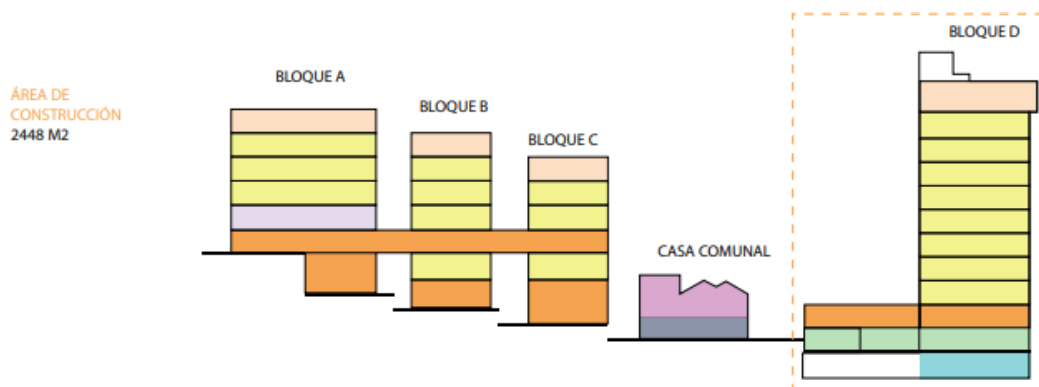 BLOQUE D
BLOQUE A
ÁREA DE
CONSTRUCCIÓN
2448 M2
BLOQUE B
BLOQUE C
CASA COMUNAL